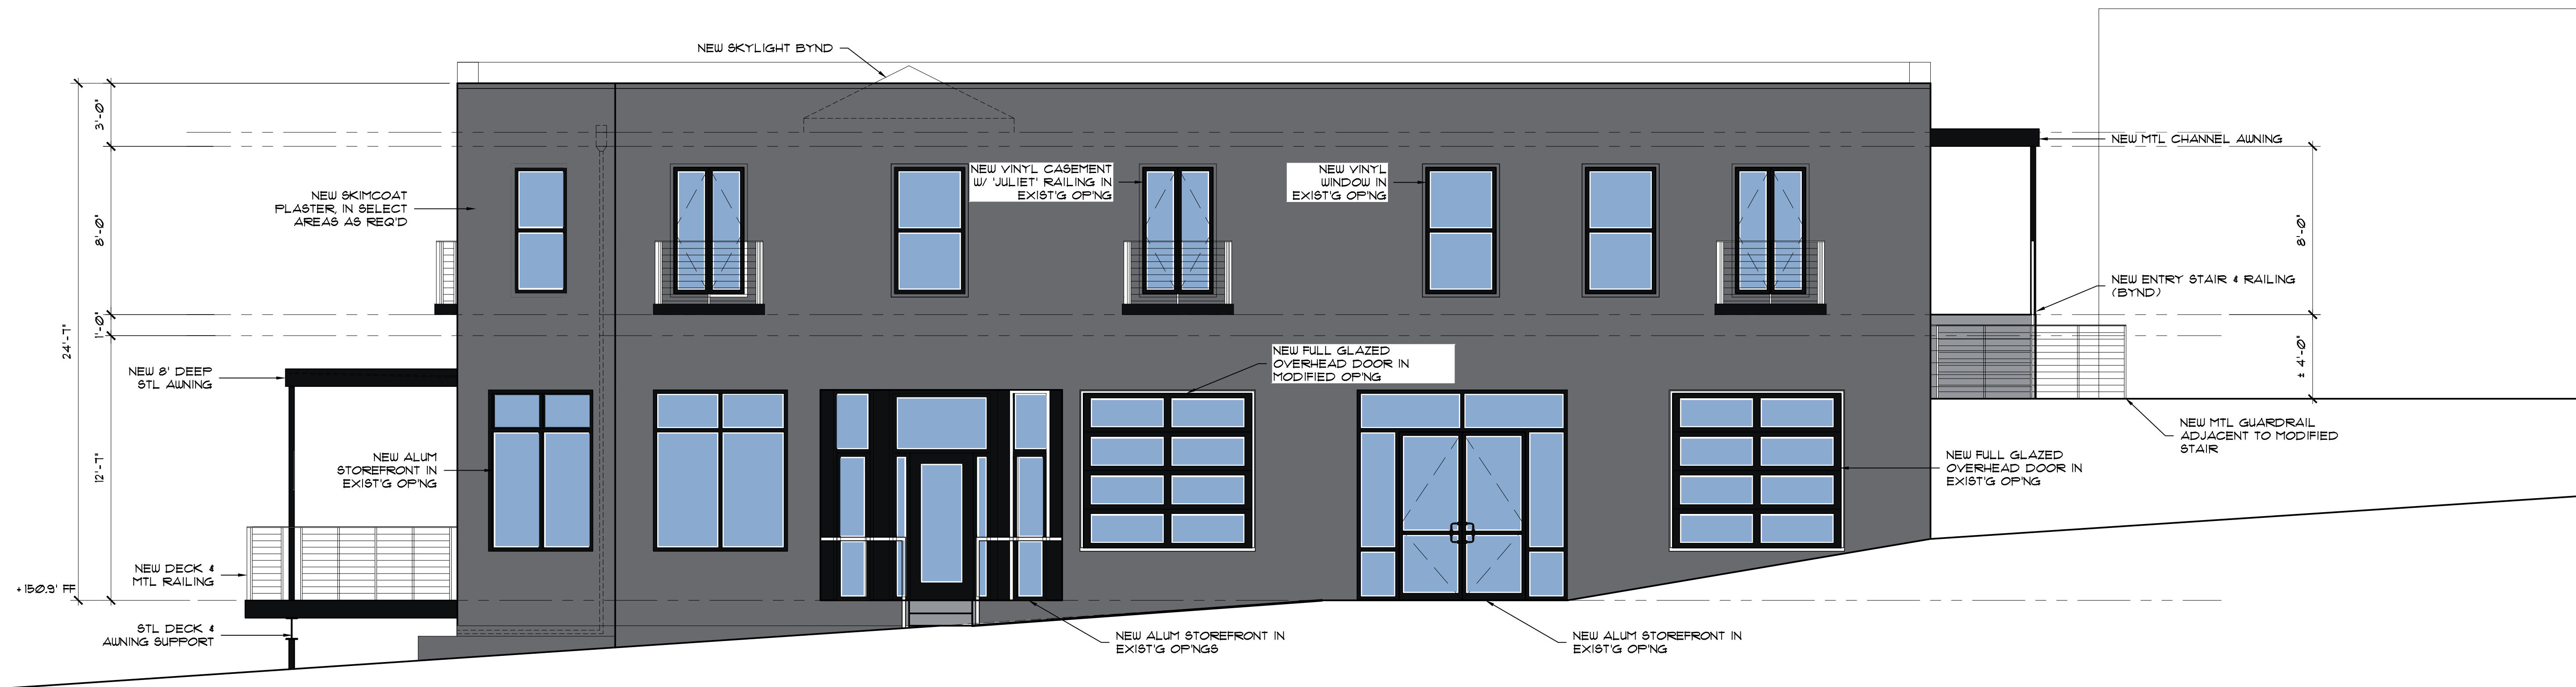 NEW SKYLIGHT BYND
3'-0"
NEW MTL CHANNEL AWNING
NEW VINYL CASEMENT
W/ 'JULIET' RAILING IN
EXIST'G OP'NG
NEW VINYL
WINDOW IN
EXIST'G OP'NG
NEW SKIMCOAT
PLASTER, IN SELECT
AREAS AS REQ'D
8'-0"
8'-0"
NEW ENTRY STAIR & RAILING
(BYND)
24'-7"
1'-0"
NEW FULL GLAZED
OVERHEAD DOOR IN
MODIFIED OP'NG
± 4'-0"
NEW 8' DEEP
STL AWNING
NEW MTL GUARDRAIL
ADJACENT TO MODIFIED
STAIR
NEW ALUM
STOREFRONT IN
EXIST'G OP'NG
12'-7"
NEW FULL GLAZED
OVERHEAD DOOR IN
EXIST'G OP'NG
NEW DECK &
MTL RAILING
+150.9' FF
STL DECK &
AWNING SUPPORT
NEW ALUM STOREFRONT IN
EXIST'G OP'NGS
NEW ALUM STOREFRONT IN
EXIST'G OP'NG